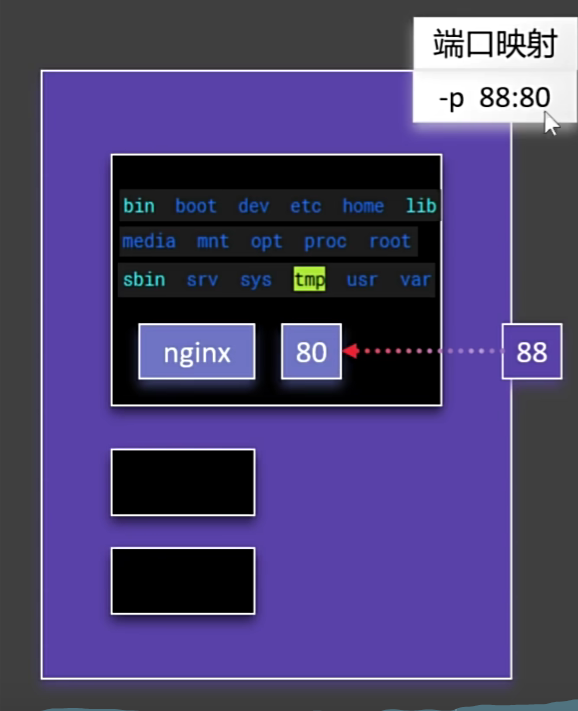 端口映射
-p 88:80
bin boot dev etc home lib
media mnt opt proc root
sbin srv sys tmp usr var
nginx 80 88